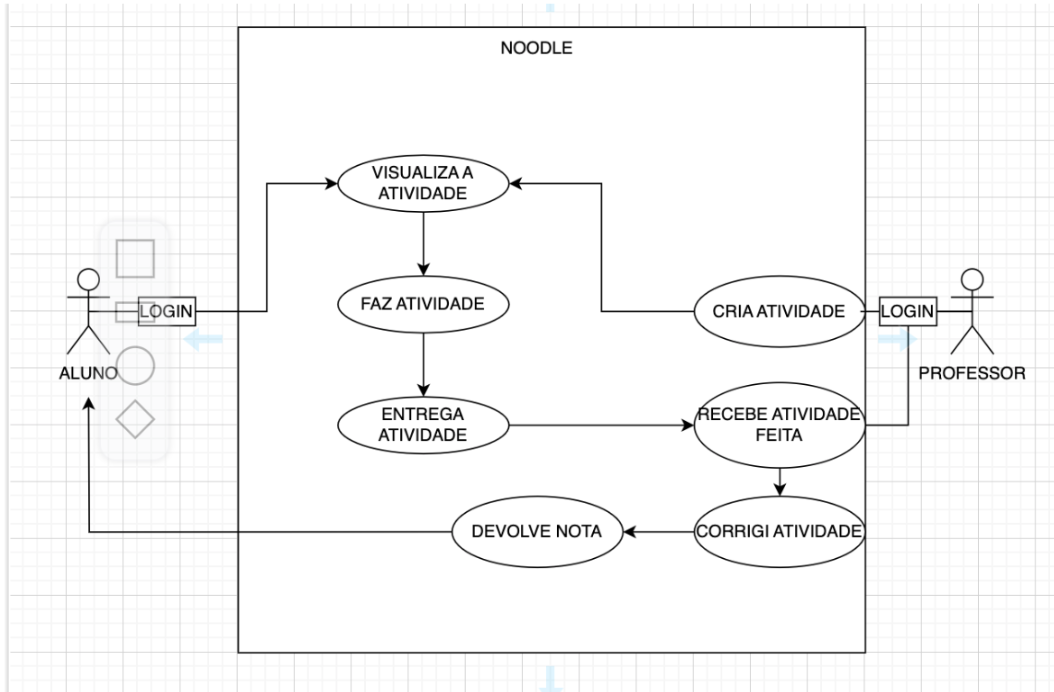 NOODLE
VISUALIZA A
ATIVIDADE
FAZ ATIVIDADE
CRIA ATIVIDADE
LOGIN
LOGIN
ALUNO
PROFESSOR
ENTREGA
ATIVIDADE
RECEBE ATIVIDADE
FEITA
DEVOLVE NOTA
CORRIGI ATIVIDADE